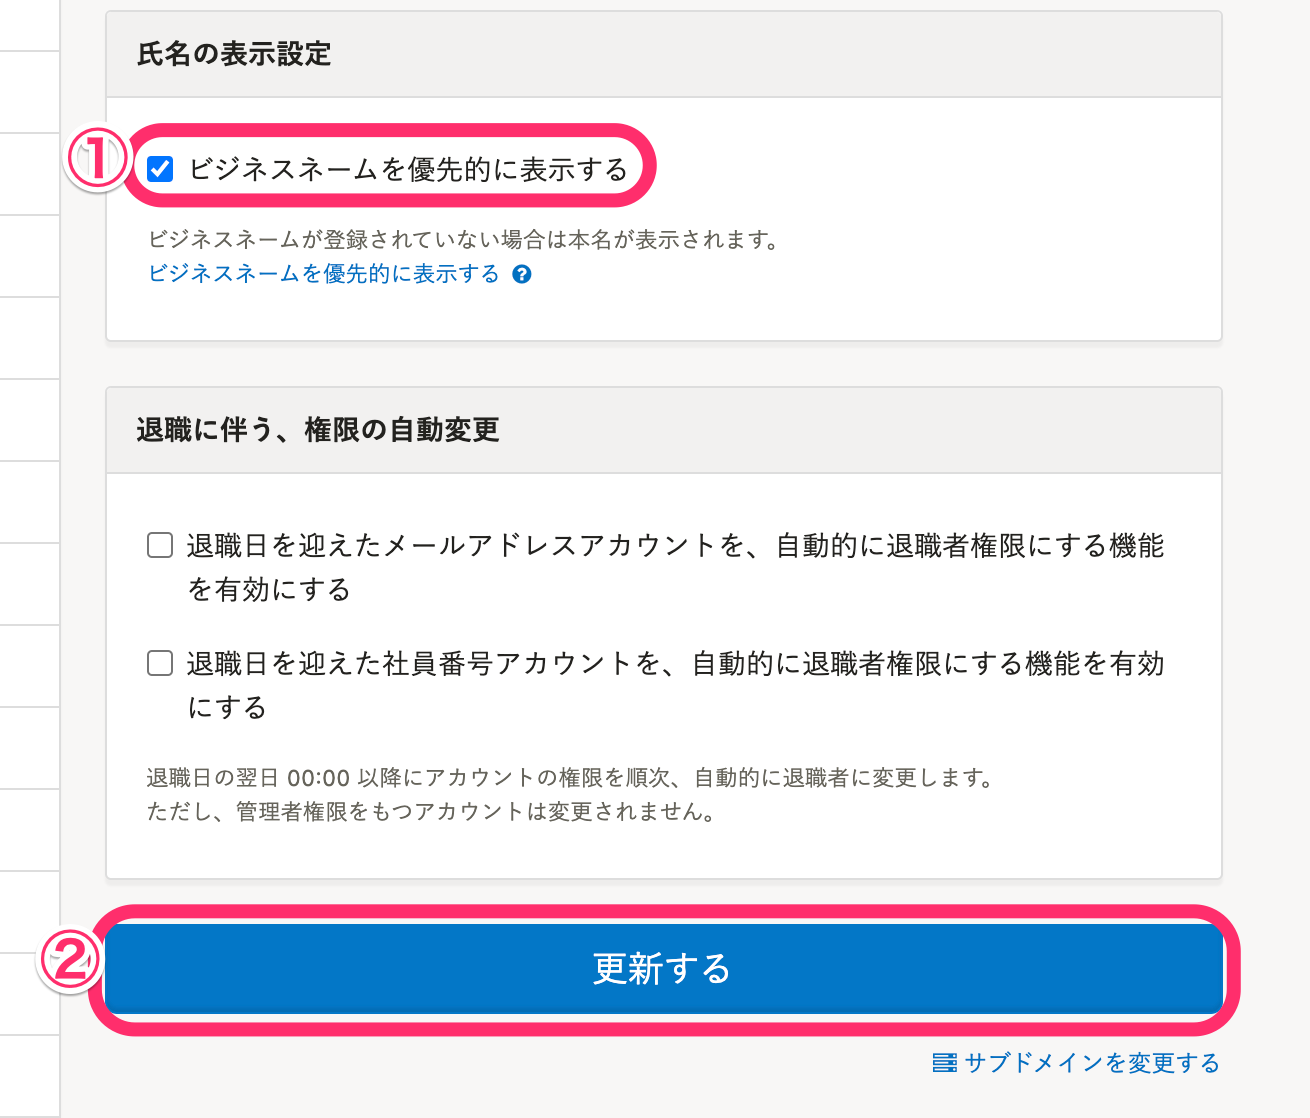 氏名の表示設定
①
ビジネスネームを優先的に表示する
ビジネスネームが登録されていない場合は本名が表示されます。
ビジネスネームを優先的に表示する ?
退職に伴う、権限の自動変更
退職日を迎えたメールアドレスアカウントを、自動的に退職者権限にする機能
を有効にする
退職日を迎えた社員番号アカウントを、自動的に退職者権限にする機能を有効
にする
退職日の翌日 00:00 以降にアカウントの権限を順次、自動的に退職者に変更します。
ただし、管理者権限をもつアカウントは変更されません。
②
更新する
サブドメインを変更する